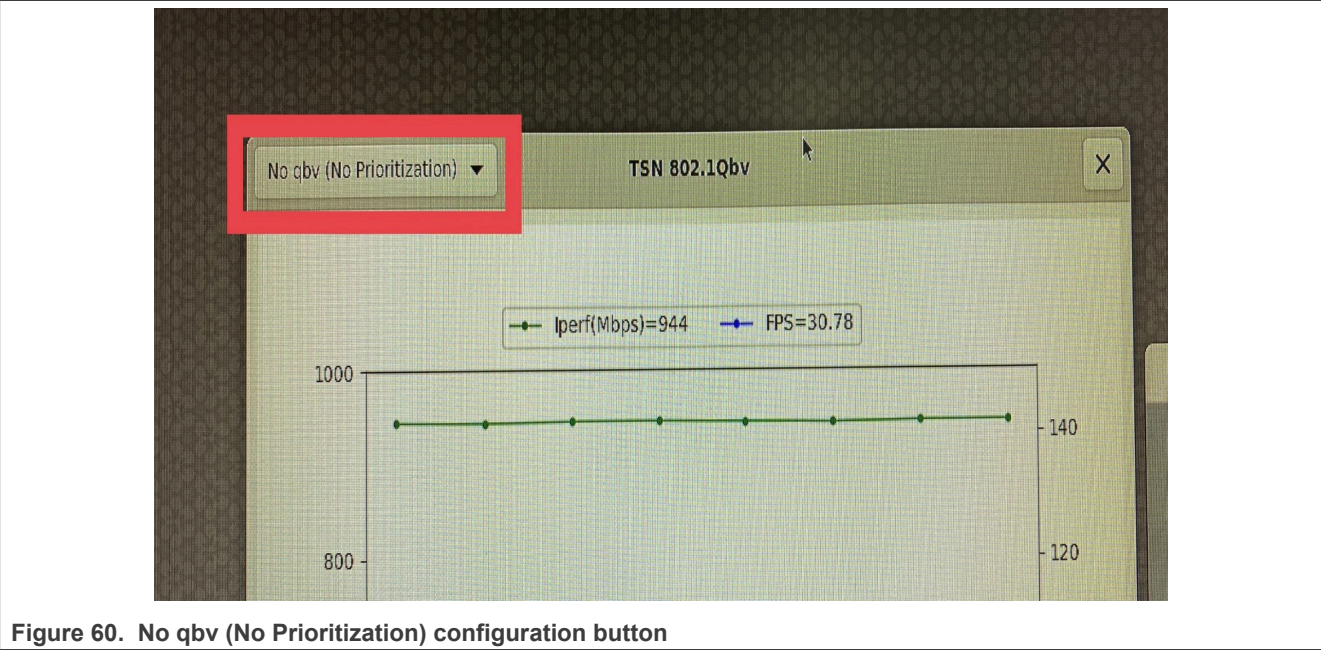 No qbv (No Prioritization) ▼
TSN 802.1Qbv
X
Iperf(Mbps)=944 FPS=30.78
1000
140
800
120
Figure 60. No qbv (No Prioritization) configuration button